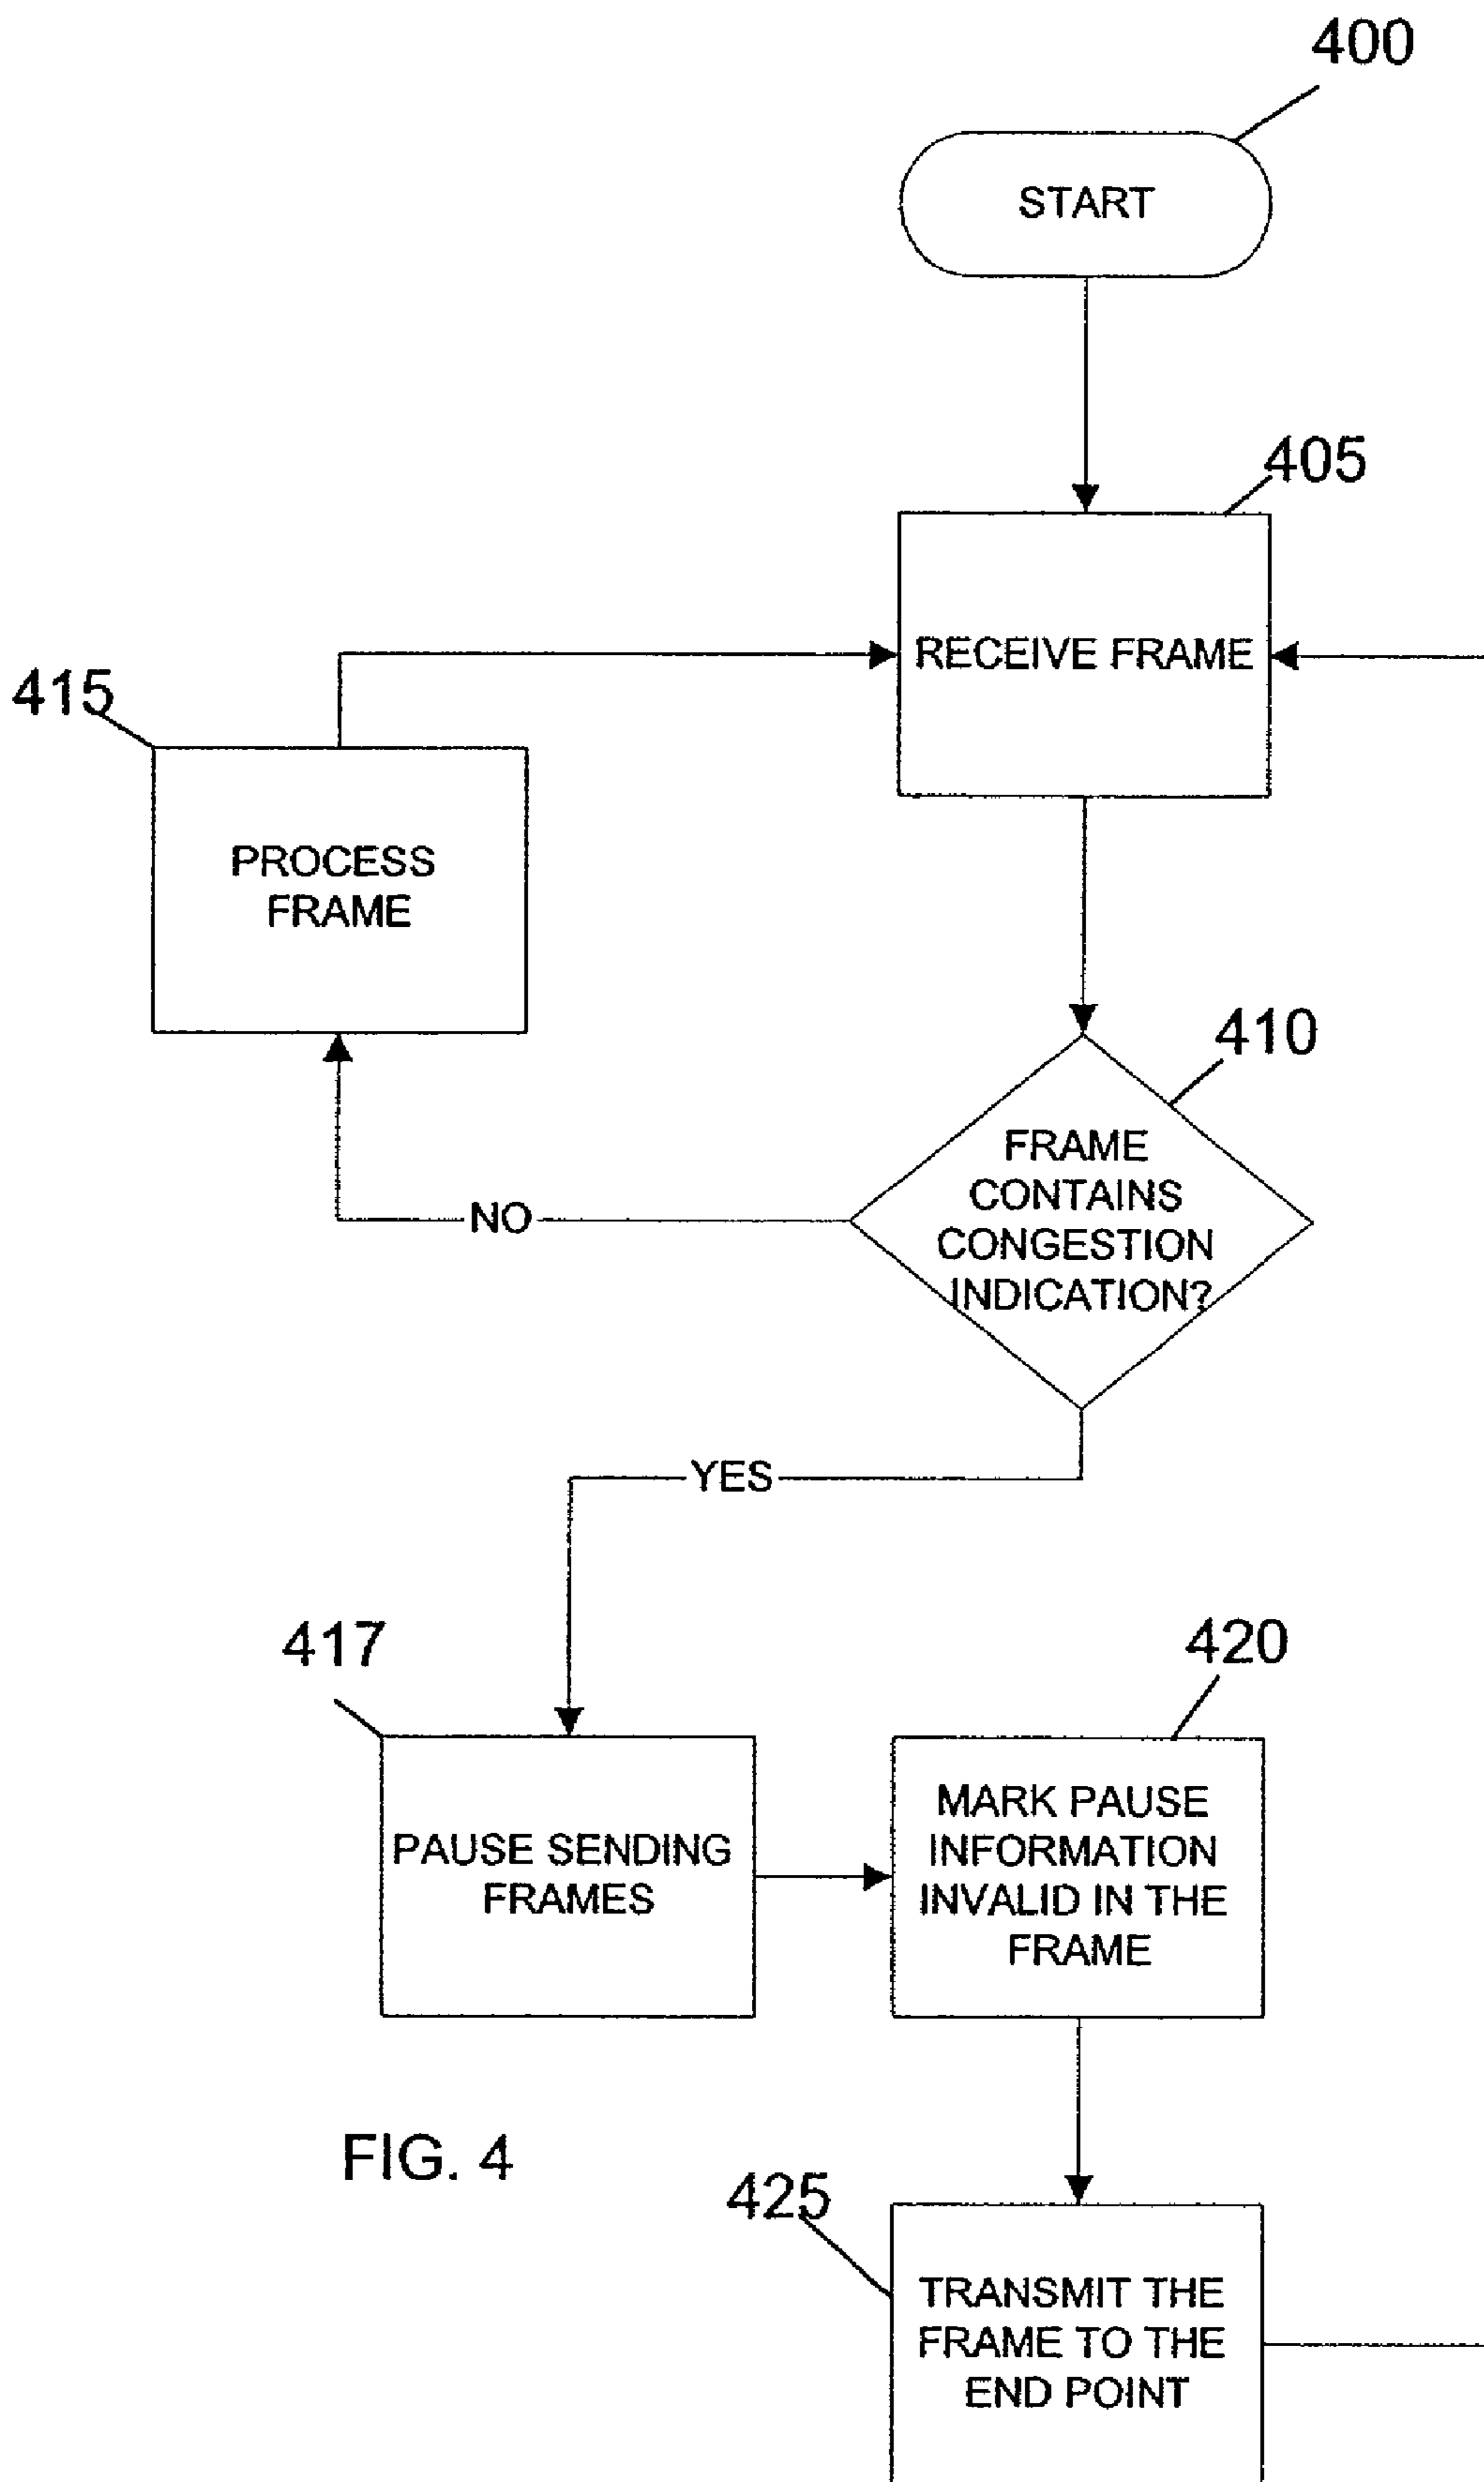 400
START
405
RECEIVE FRAME
415
PROCESS
FRAME
410
FRAME
CONTAINS
CONGESTION
INDICATION?
NO
YES
417
PAUSE SENDING
FRAMES
420
MARK PAUSE
INFORMATION
INVALID IN THE
FRAME
FIG. 4
425
TRANSMIT THE
FRAME TO THE
END POINT